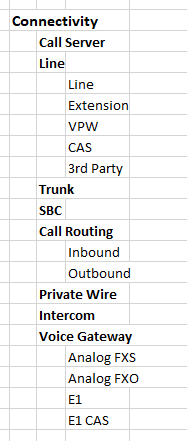 Connectivity
Call Server
Line
Line
Extension
VPW
CAS
3rd Party
Trunk
SBC
Call Routing
Inbound
Outbound
Private Wire
Intercom
Voice Gateway
Analog FXS
Analog FXO
E1
E1 CAS